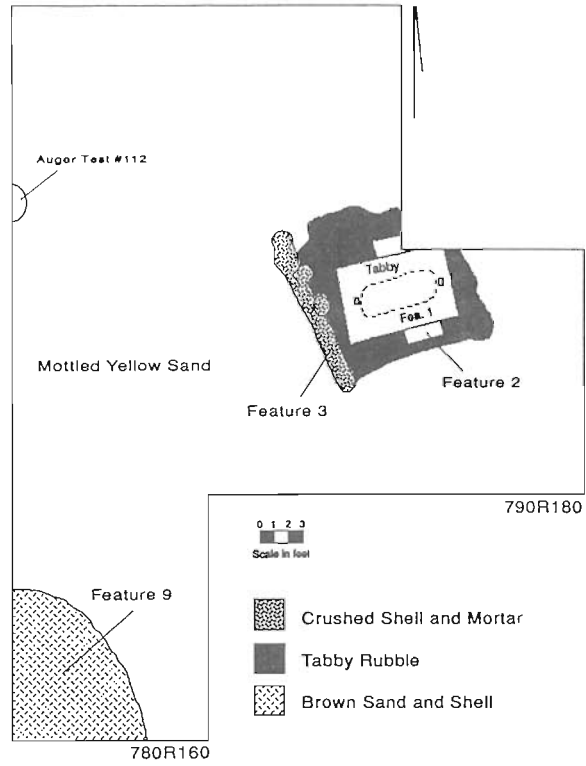 Auger Test #112
Tabby
Fea. 1
Mottled Yellow Sand
Feature 2
Feature 3
790R180
0 1 2 3
Scale in feet
Feature 9
Crushed Shell and Mortar
Tabby Rubble
Brown Sand and Shell
780R160